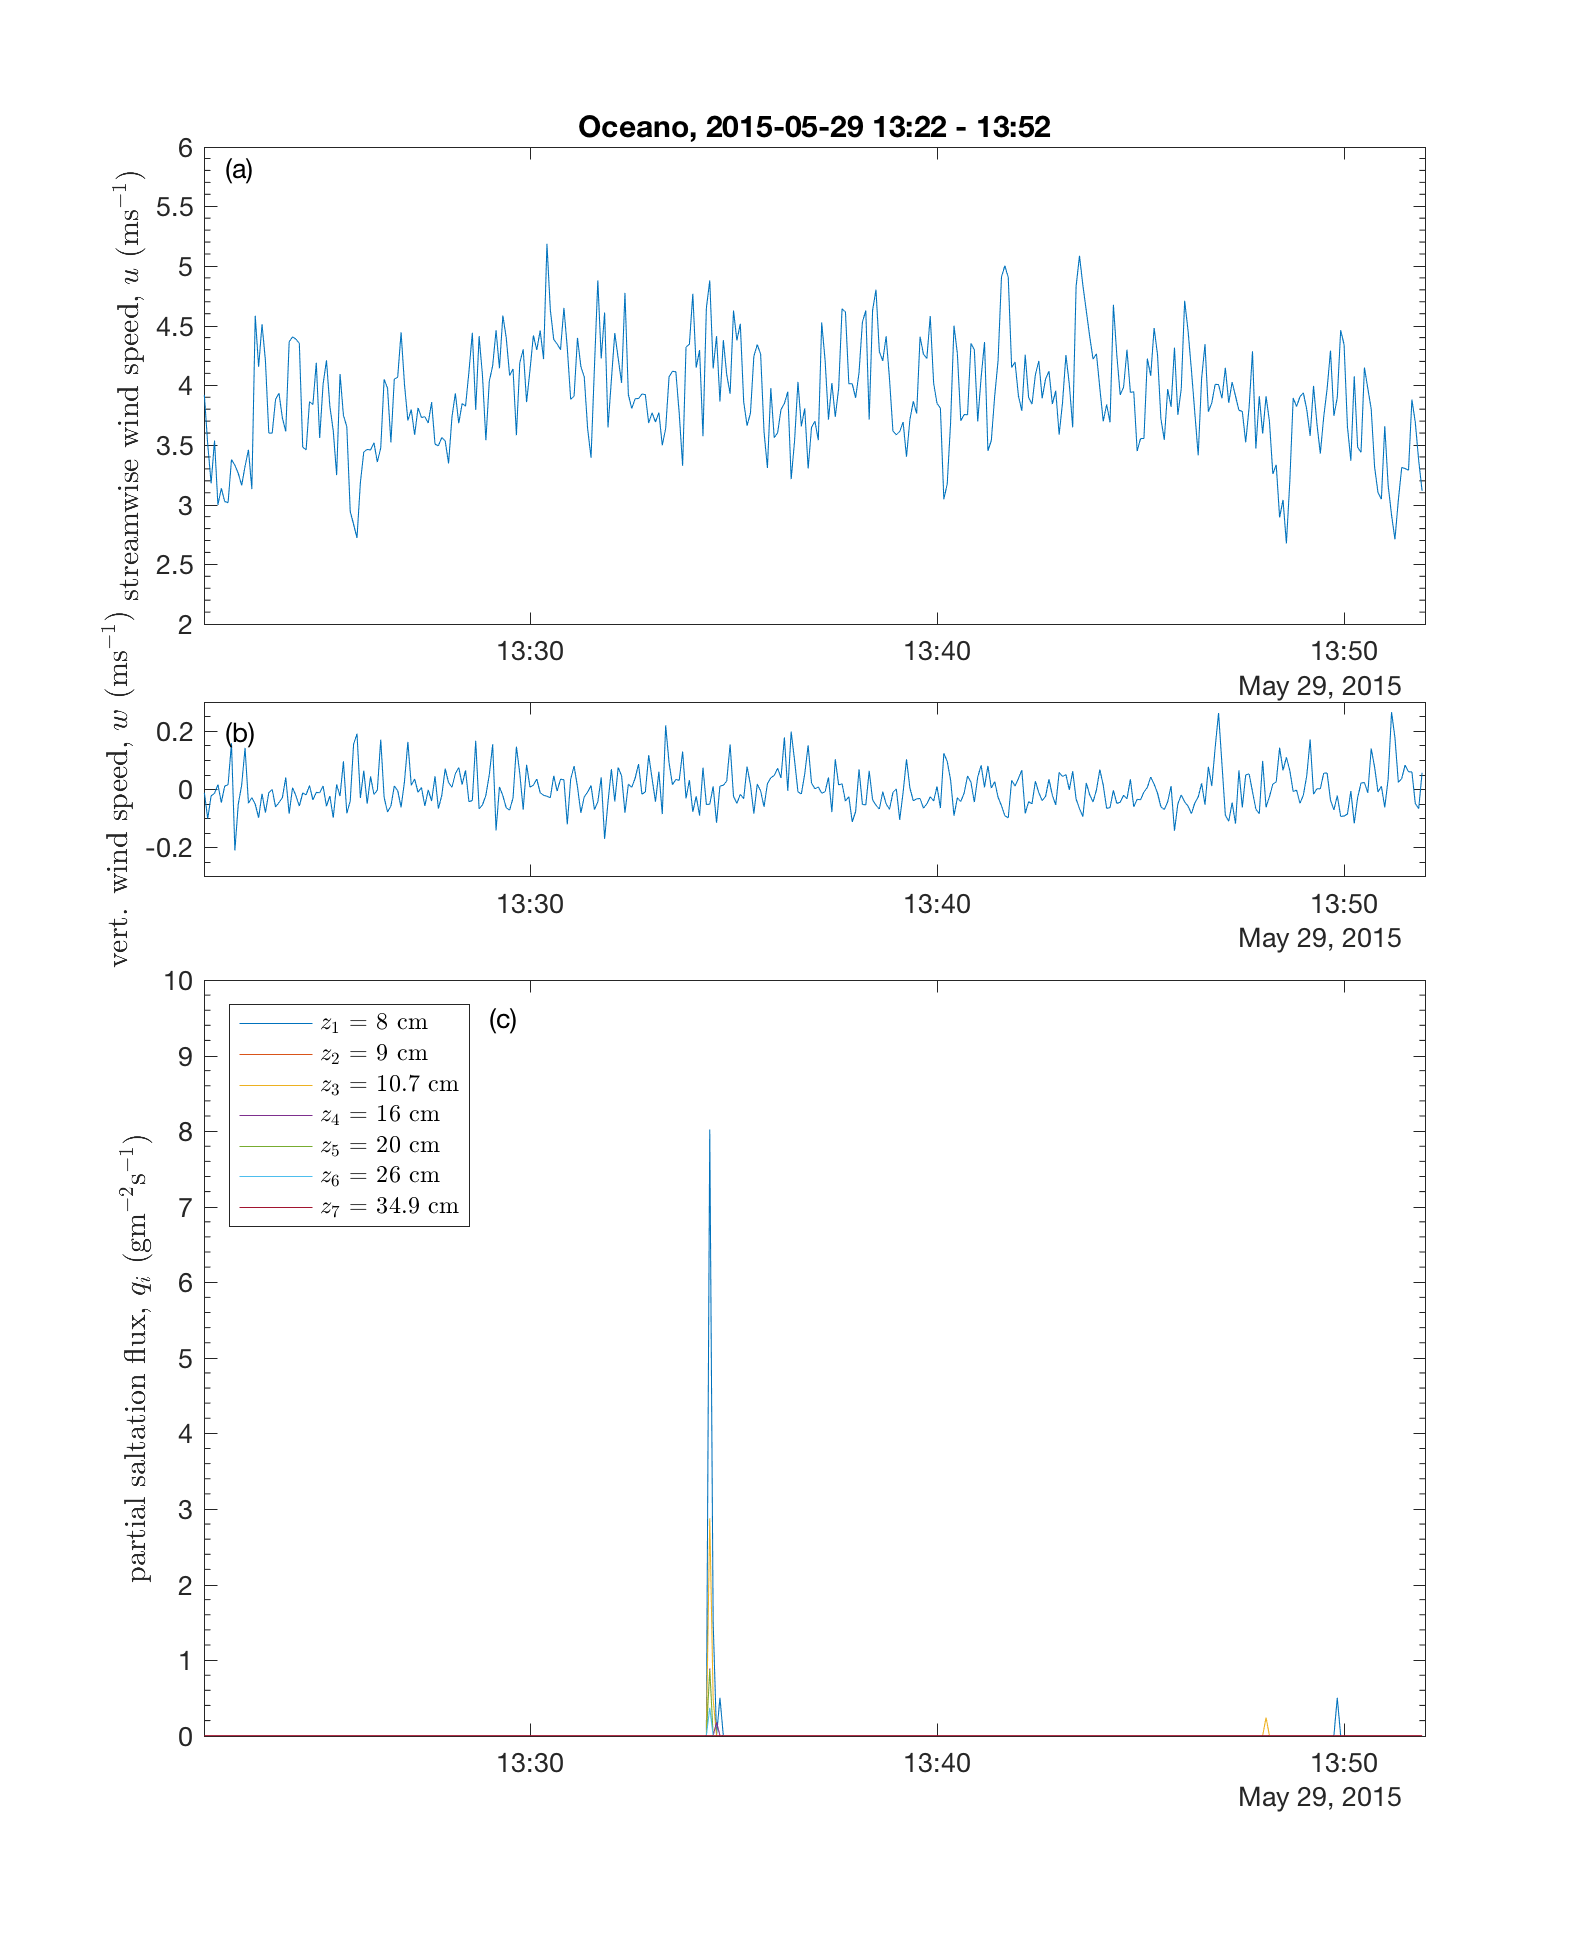 Oceano, 2015-05-29 13:22 - 13:52
(a)
streamwise wind speed, u (ms⁻¹)
6
5.5
5
4.5
4
3.5
3
2.5
2
13:30 13:40 13:50
May 29, 2015
(b)
vert. wind speed, w (ms⁻¹)
0.2
0
-0.2
13:30 13:40 13:50
May 29, 2015
(c)
partial saltation flux, qᵢ (gm⁻²s⁻¹)
10
9
8
7
6
5
4
3
2
1
0
z₁ = 8 cm
z₂ = 9 cm
z₃ = 10.7 cm
z₄ = 16 cm
z₅ = 20 cm
z₆ = 26 cm
z₇ = 34.9 cm
13:30 13:40 13:50
May 29, 2015